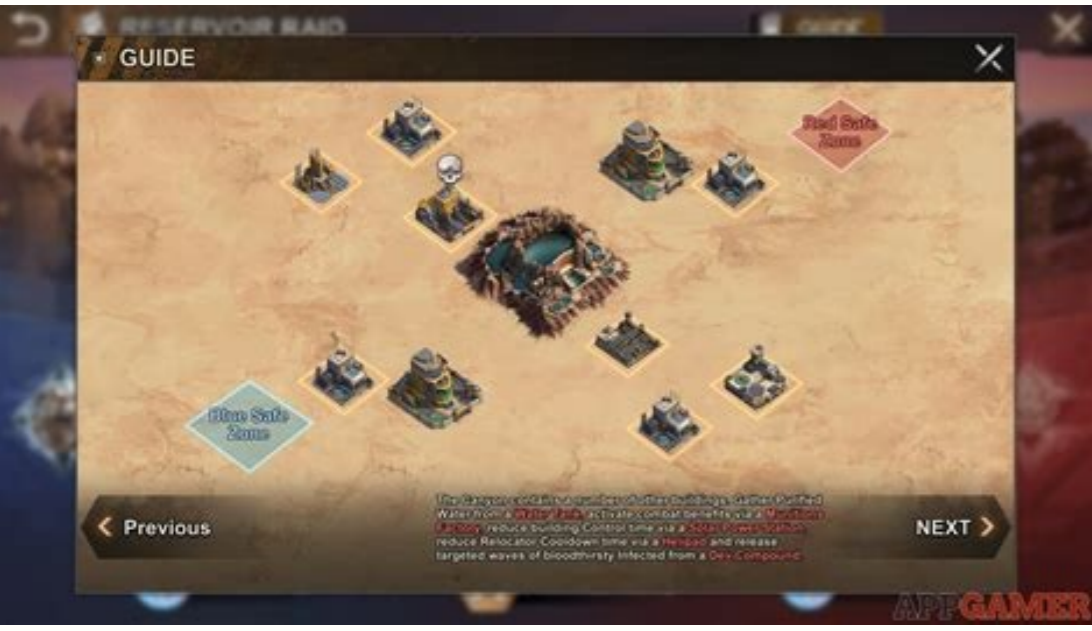 RESERVOIR RAID
GUIDE
GUIDE
Red Safe
Zone
Blue Safe
Zone
The Canyon contains a number of other buildings. Gather Purified
Water from a Water Tank, activate combat benefits via a Munitions
Factory, reduce building Control time via a Solar Power Station,
reduce Relocator Cooldown time via a Helipad and release
targeted waves of bloodthirsty Infected from a Dev Compound.
Previous
NEXT
APPGAMER